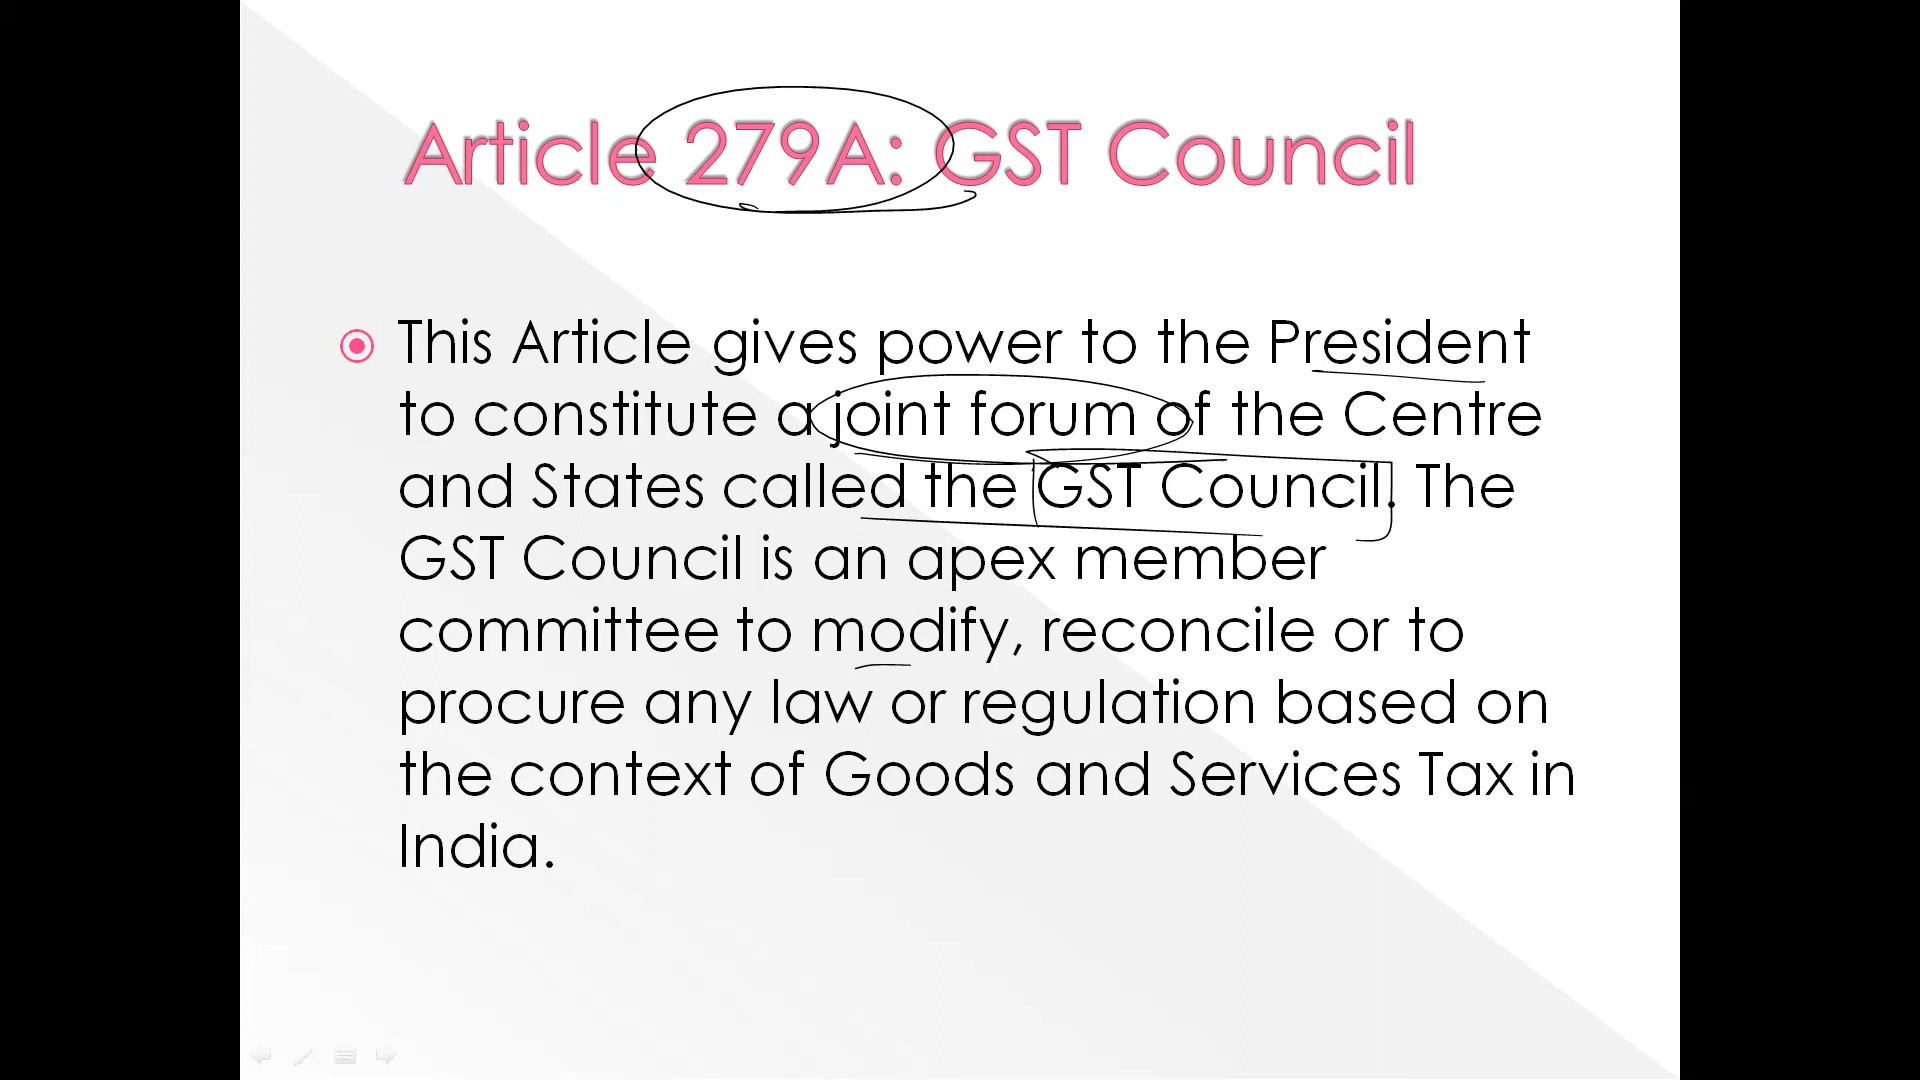 Article 279A: GST Council
This Article gives power to the President
to constitute a joint forum of the Centre
and States called the GST Council. The
GST Council is an apex member
committee to modify, reconcile or to
procure any law or regulation based on
the context of Goods and Services Tax in
India.